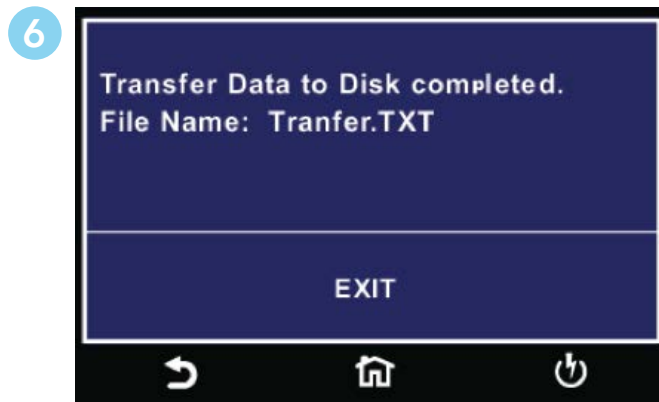 6
Transfer Data to Disk completed.
File Name: Tranfer.TXT
EXIT